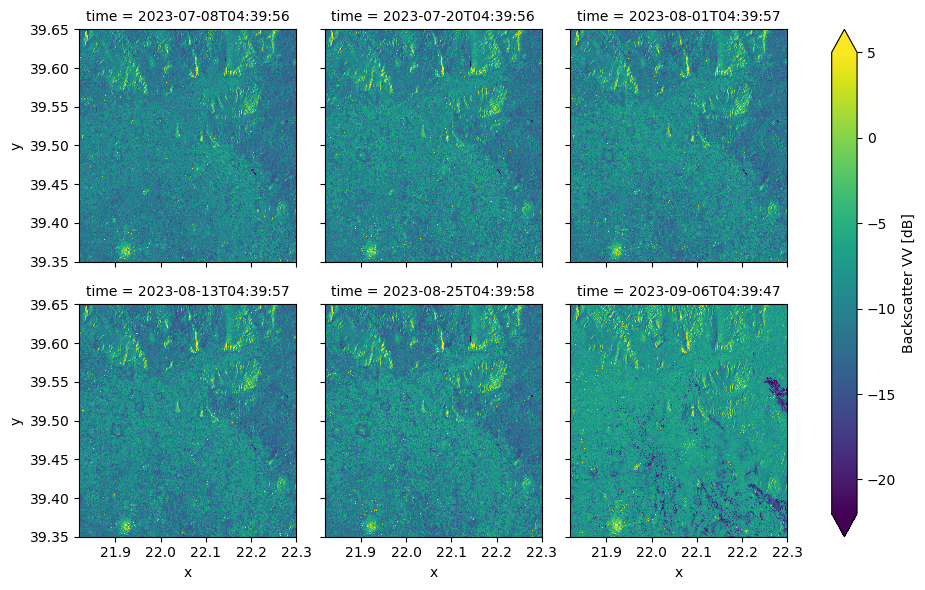 time = 2023-07-08T04:39:56
time = 2023-07-20T04:39:56
time = 2023-08-01T04:39:57
39.65
39.60
39.55
39.50
39.45
39.40
39.35
y
time = 2023-08-13T04:39:57
time = 2023-08-25T04:39:58
time = 2023-09-06T04:39:47
39.65
39.60
39.55
39.50
39.45
39.40
39.35
y
21.9 22.0 22.1 22.2 22.3
x
21.9 22.0 22.1 22.2 22.3
x
21.9 22.0 22.1 22.2 22.3
x
5
0
−5
−10
−15
−20
Backscatter VV [dB]